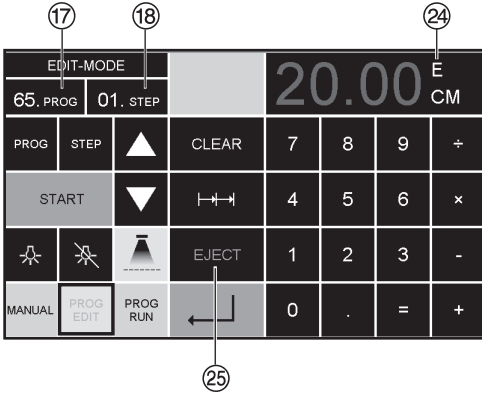 17 18 24
EDIT-MODE
65. PROG 01. STEP
20.00 E
CM
PROG STEP CLEAR 7 8 9 ÷
START 4 5 6 ×
EJECT 1 2 3 -
MANUAL PROG EDIT PROG RUN 0 . = +
25